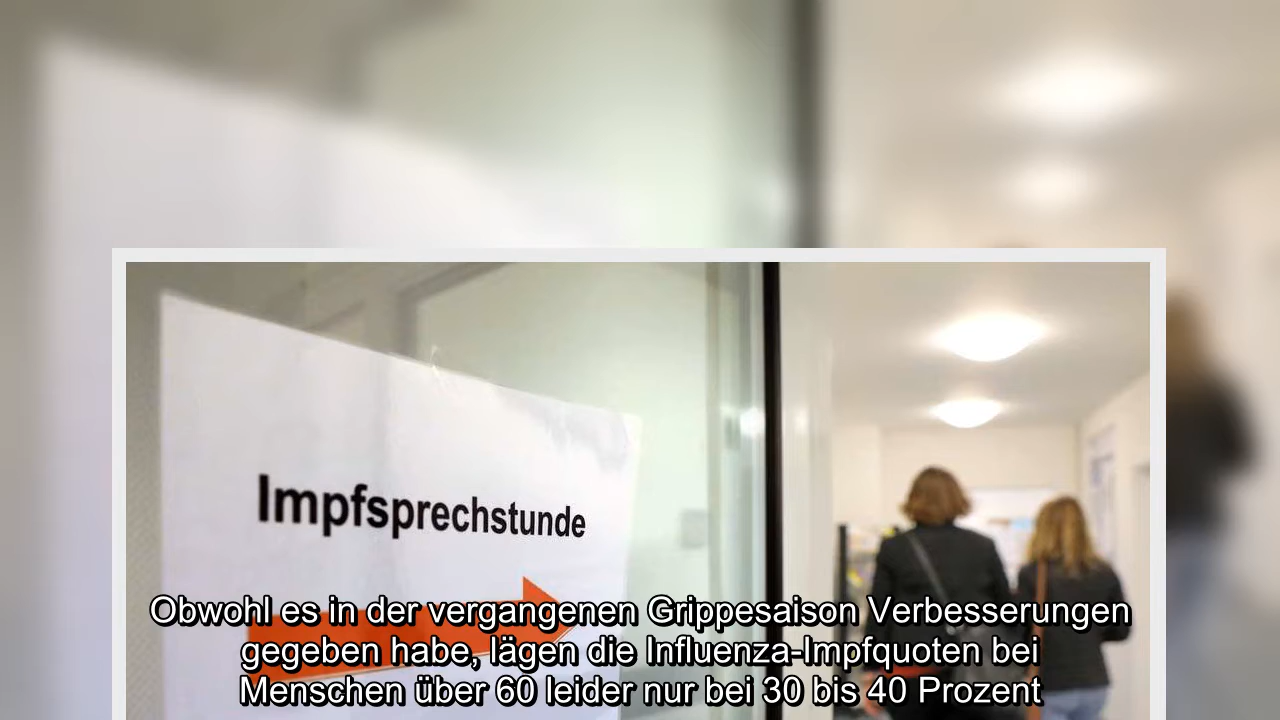 Impfsprechstunde
Obwohl es in der vergangenen Grippesaison Verbesserungen
gegeben habe, lägen die Influenza-Impfquoten bei
Menschen über 60 leider nur bei 30 bis 40 Prozent